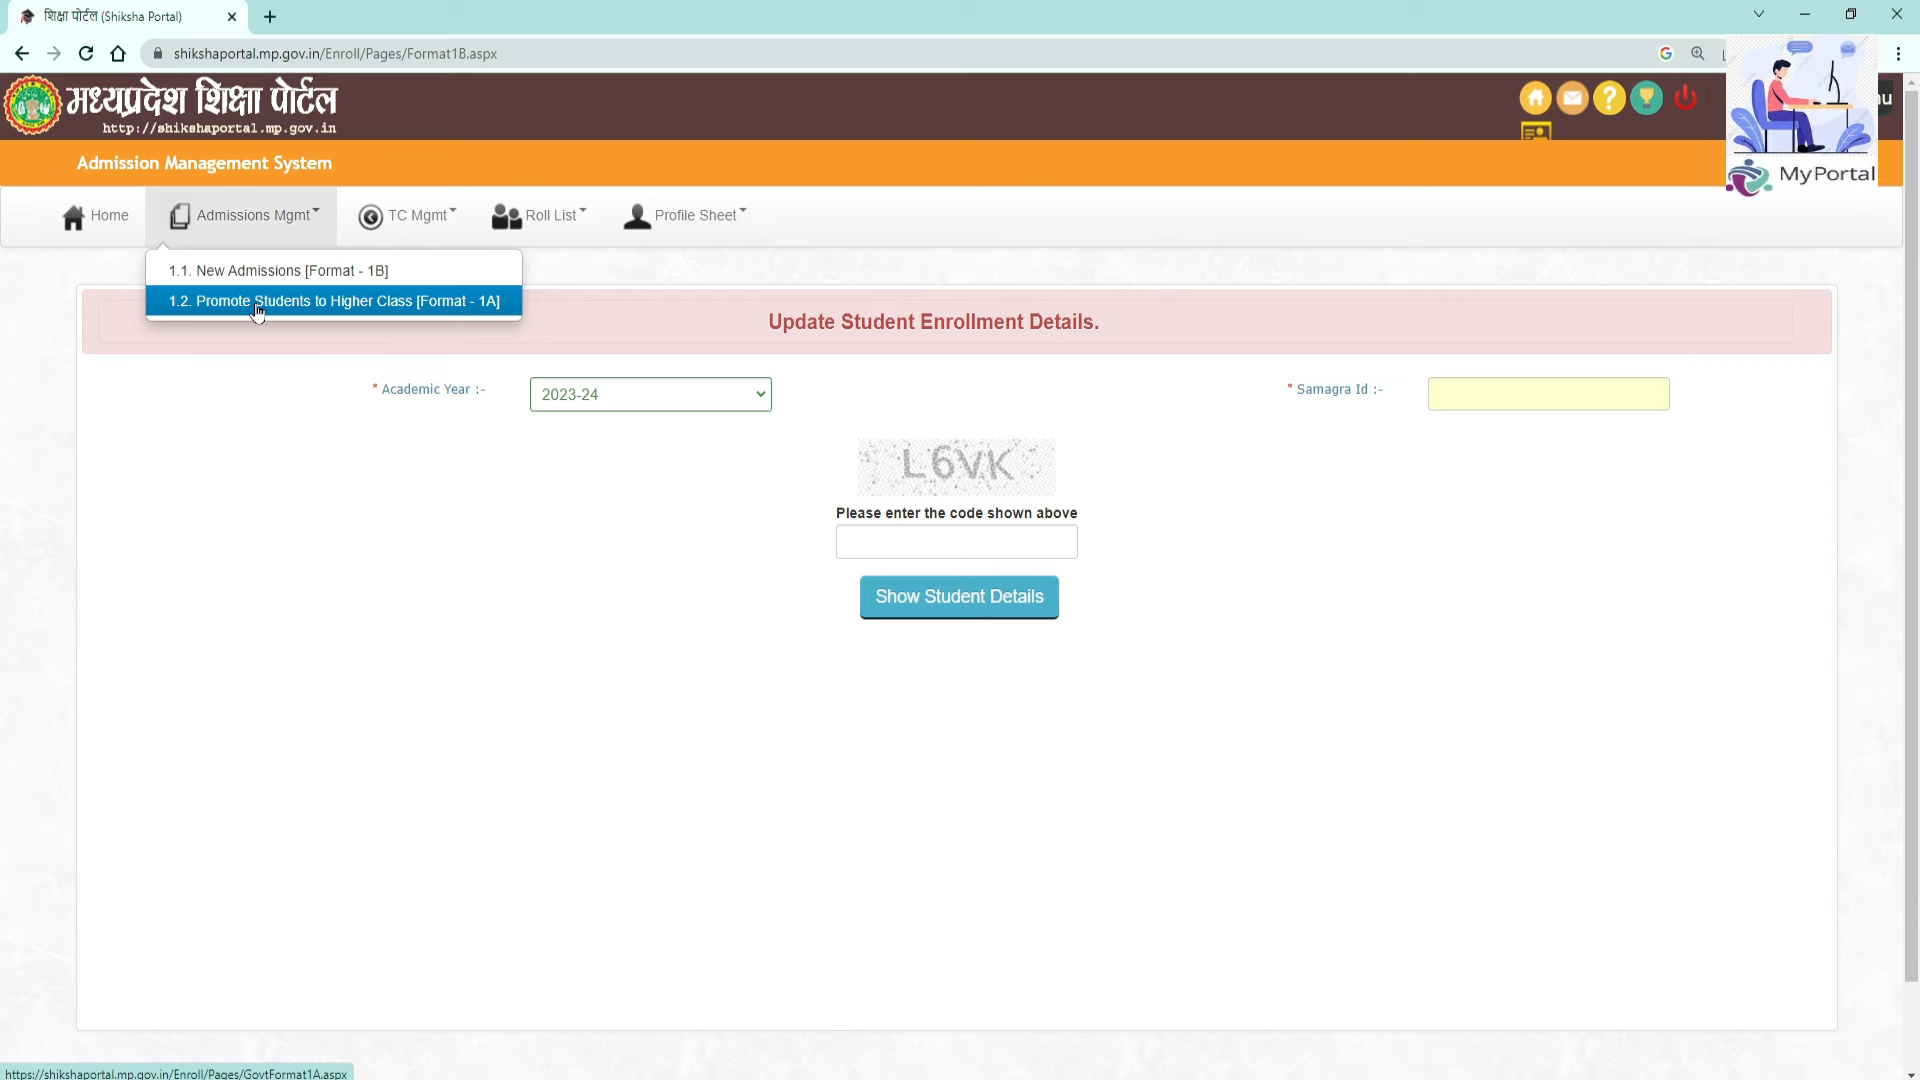 शिक्षा पोर्टल (Shiksha Portal)
shikshaportal.mp.gov.in/Enroll/Pages/Format1B.aspx
मध्यप्रदेश शिक्षा पोर्टल
http://shikshaportal.mp.gov.in
Admission Management System
MyPortal
Home
Admissions Mgmt
TC Mgmt
Roll List
Profile Sheet
1.1. New Admissions [Format - 1B]
1.2. Promote Students to Higher Class [Format - 1A]
Update Student Enrollment Details.
* Academic Year :-
2023-24
* Samagra Id :-
L6VK
Please enter the code shown above
Show Student Details
https://shikshaportal.mp.gov.in/Enroll/Pages/GovtFormat1A.aspx